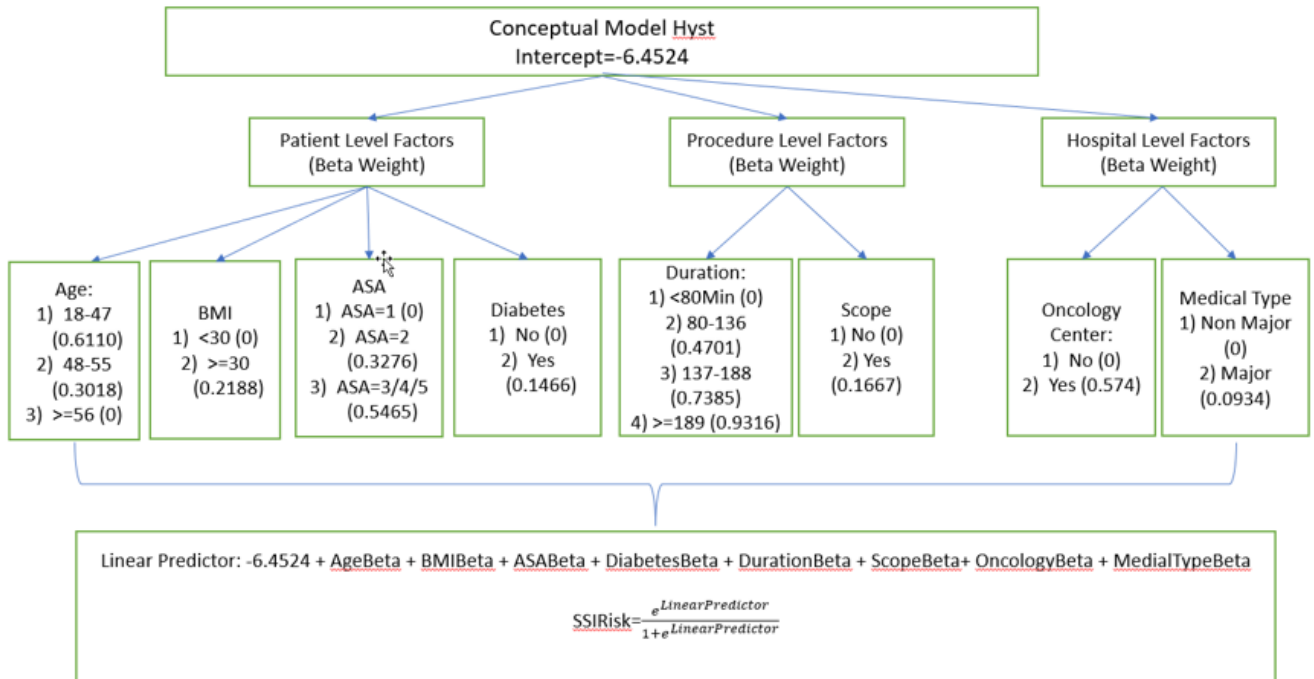 Conceptual Model Hyst
Intercept=-6.4524
Patient Level Factors
(Beta Weight)
Procedure Level Factors
(Beta Weight)
Hospital Level Factors
(Beta Weight)
Age:
1) 18-47
(0.6110)
2) 48-55
(0.3018)
3) >=56 (0)
BMI
1) <30 (0)
2) >=30
(0.2188)
ASA
1) ASA=1 (0)
2) ASA=2
(0.3276)
3) ASA=3/4/5
(0.5465)
Diabetes
1) No (0)
2) Yes
(0.1466)
Duration:
1) <80Min (0)
2) 80-136
(0.4701)
3) 137-188
(0.7385)
4) >=189 (0.9316)
Scope
1) No (0)
2) Yes
(0.1667)
Oncology
Center:
1) No (0)
2) Yes (0.574)
Medical Type
1) Non Major
(0)
2) Major
(0.0934)
Linear Predictor: -6.4524 + AgeBeta + BMIBeta + ASABeta + DiabetesBeta + DurationBeta + ScopeBeta+ OncologyBeta + MedialTypeBeta
SSIRisk=e^LinearPredictor/1+e^LinearPredictor